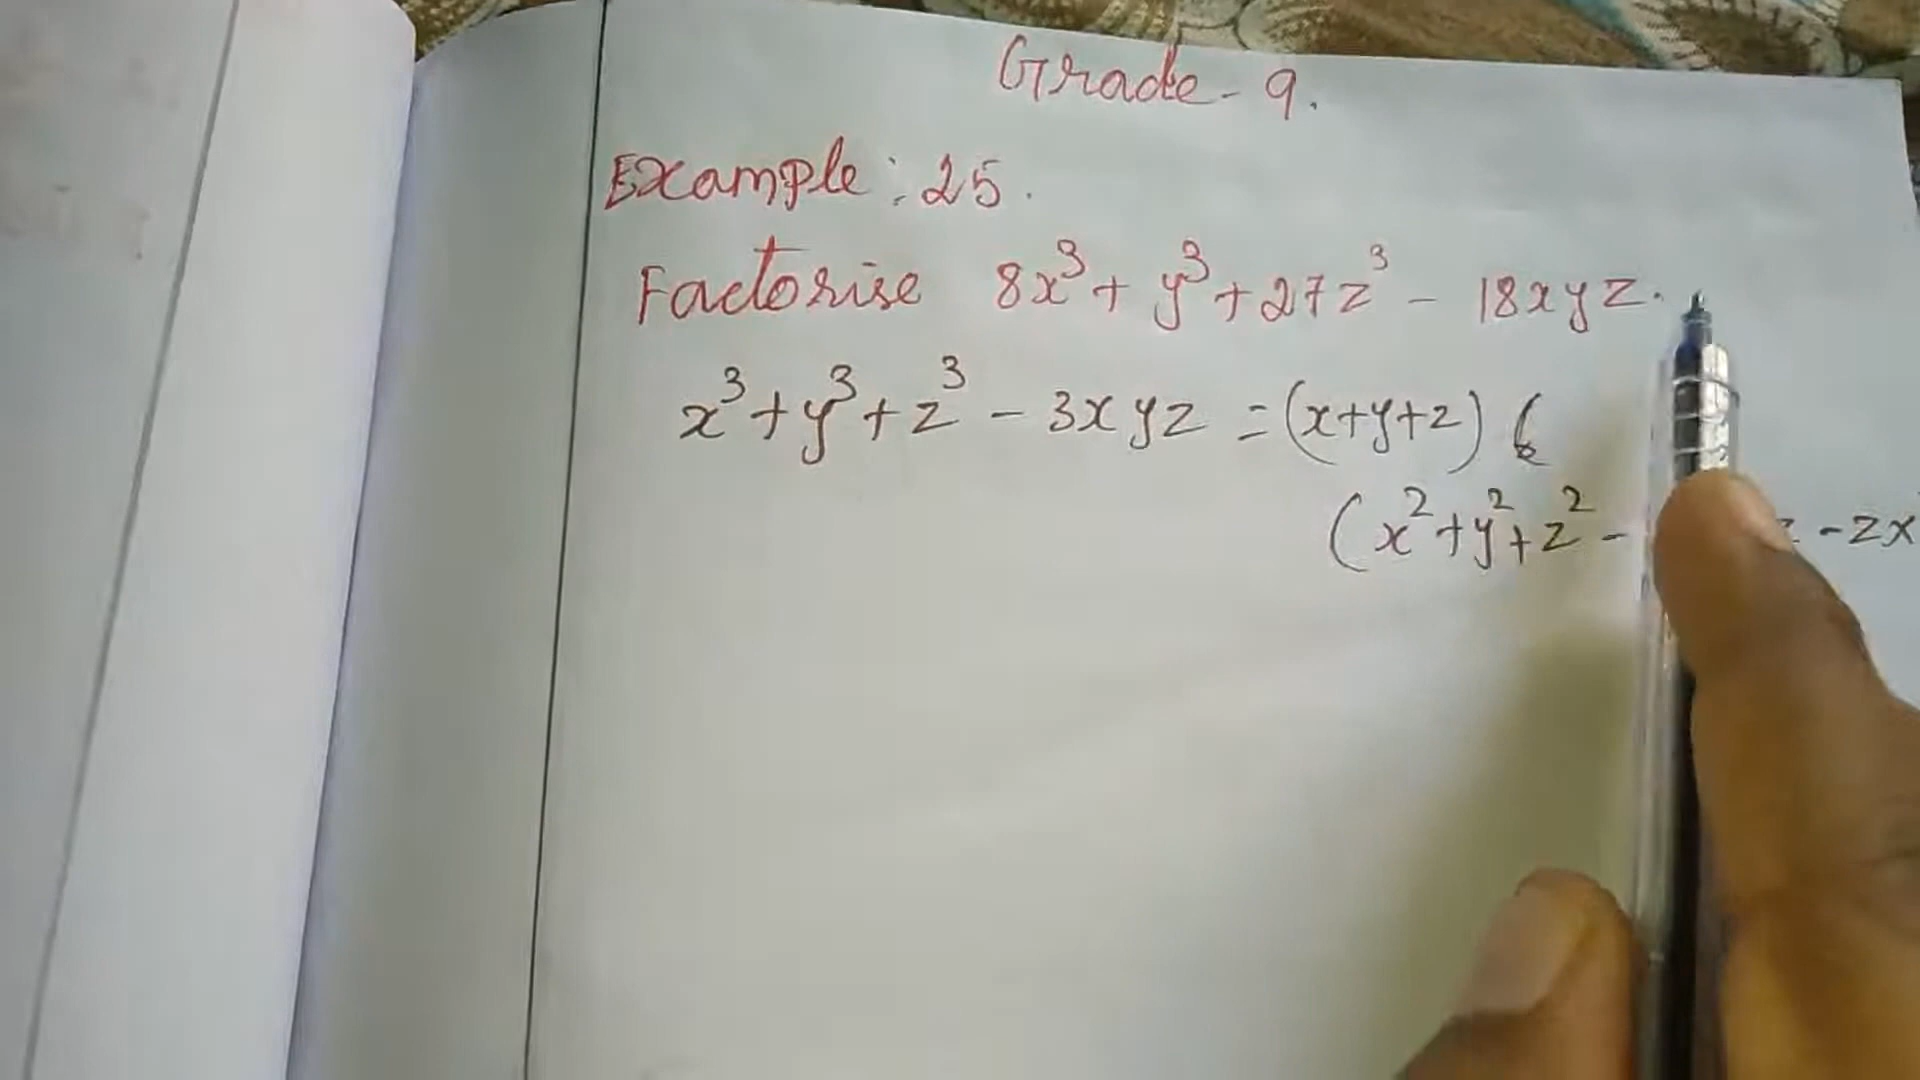 Grade - 9.
Example : 25.
Factorise 8x³ + y³ + 27z³ - 18xyz.
x³ + y³ + z³ - 3xyz = (x+y+z) (
(x² + y² + z² - - zx